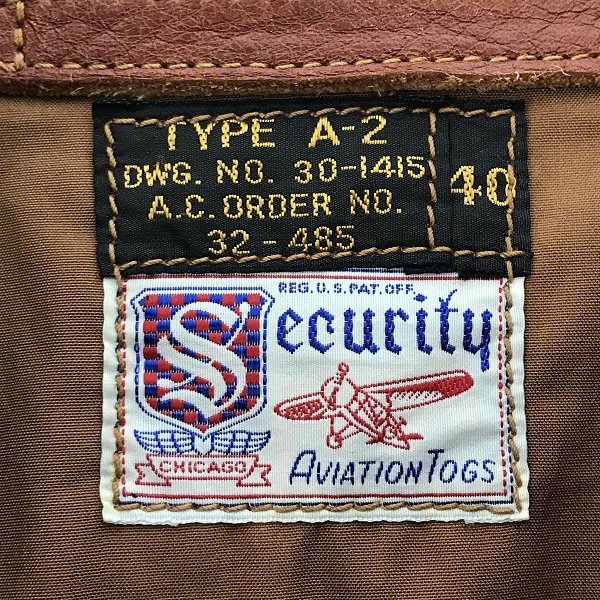 TYPE A-2
DWG. NO. 30-1415
A.C. ORDER NO.
32-485
40
REG. U.S. PAT. OFF.
Security
CHICAGO
AVIATION TOGS